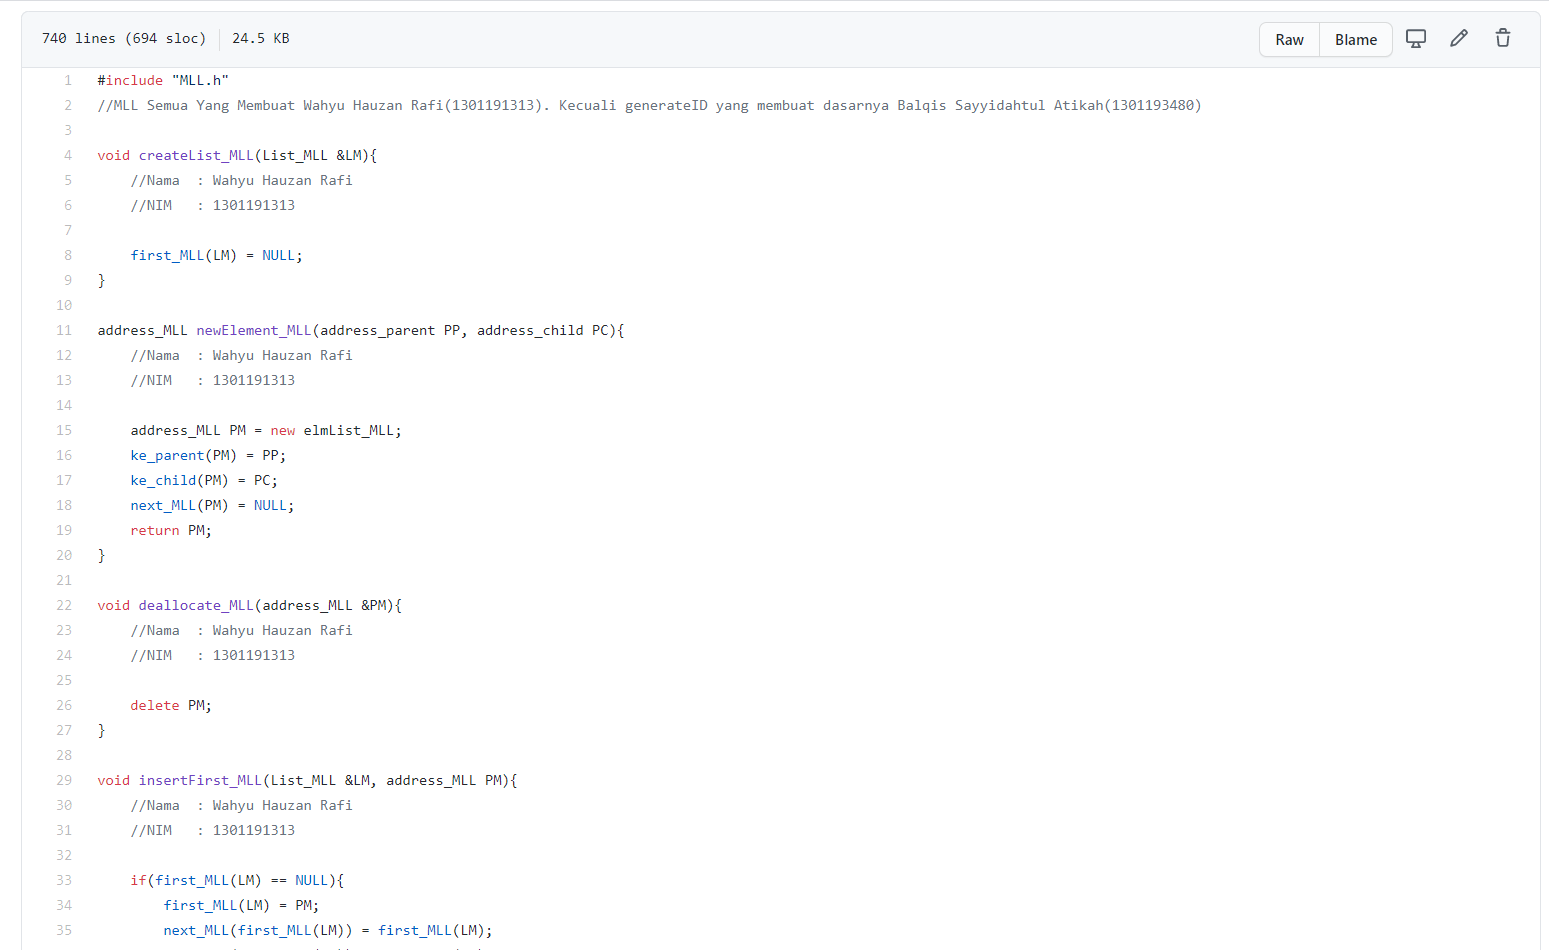 740 lines (694 sloc) 24.5 KB Raw Blame
1 #include "MLL.h"
2 //MLL Semua Yang Membuat Wahyu Hauzan Rafi(1301191313). Kecuali generateID yang membuat dasarnya Balqis Sayyidahtul Atikah(1301193480)
3
4 void createList_MLL(List_MLL &LM){
5     //Nama  : Wahyu Hauzan Rafi
6     //NIM   : 1301191313
7
8     first_MLL(LM) = NULL;
9 }
10
11 address_MLL newElement_MLL(address_parent PP, address_child PC){
12     //Nama  : Wahyu Hauzan Rafi
13     //NIM   : 1301191313
14
15     address_MLL PM = new elmList_MLL;
16     ke_parent(PM) = PP;
17     ke_child(PM) = PC;
18     next_MLL(PM) = NULL;
19     return PM;
20 }
21
22 void deallocate_MLL(address_MLL &PM){
23     //Nama  : Wahyu Hauzan Rafi
24     //NIM   : 1301191313
25
26     delete PM;
27 }
28
29 void insertFirst_MLL(List_MLL &LM, address_MLL PM){
30     //Nama  : Wahyu Hauzan Rafi
31     //NIM   : 1301191313
32
33     if(first_MLL(LM) == NULL){
34         first_MLL(LM) = PM;
35         next_MLL(first_MLL(LM)) = first_MLL(LM);